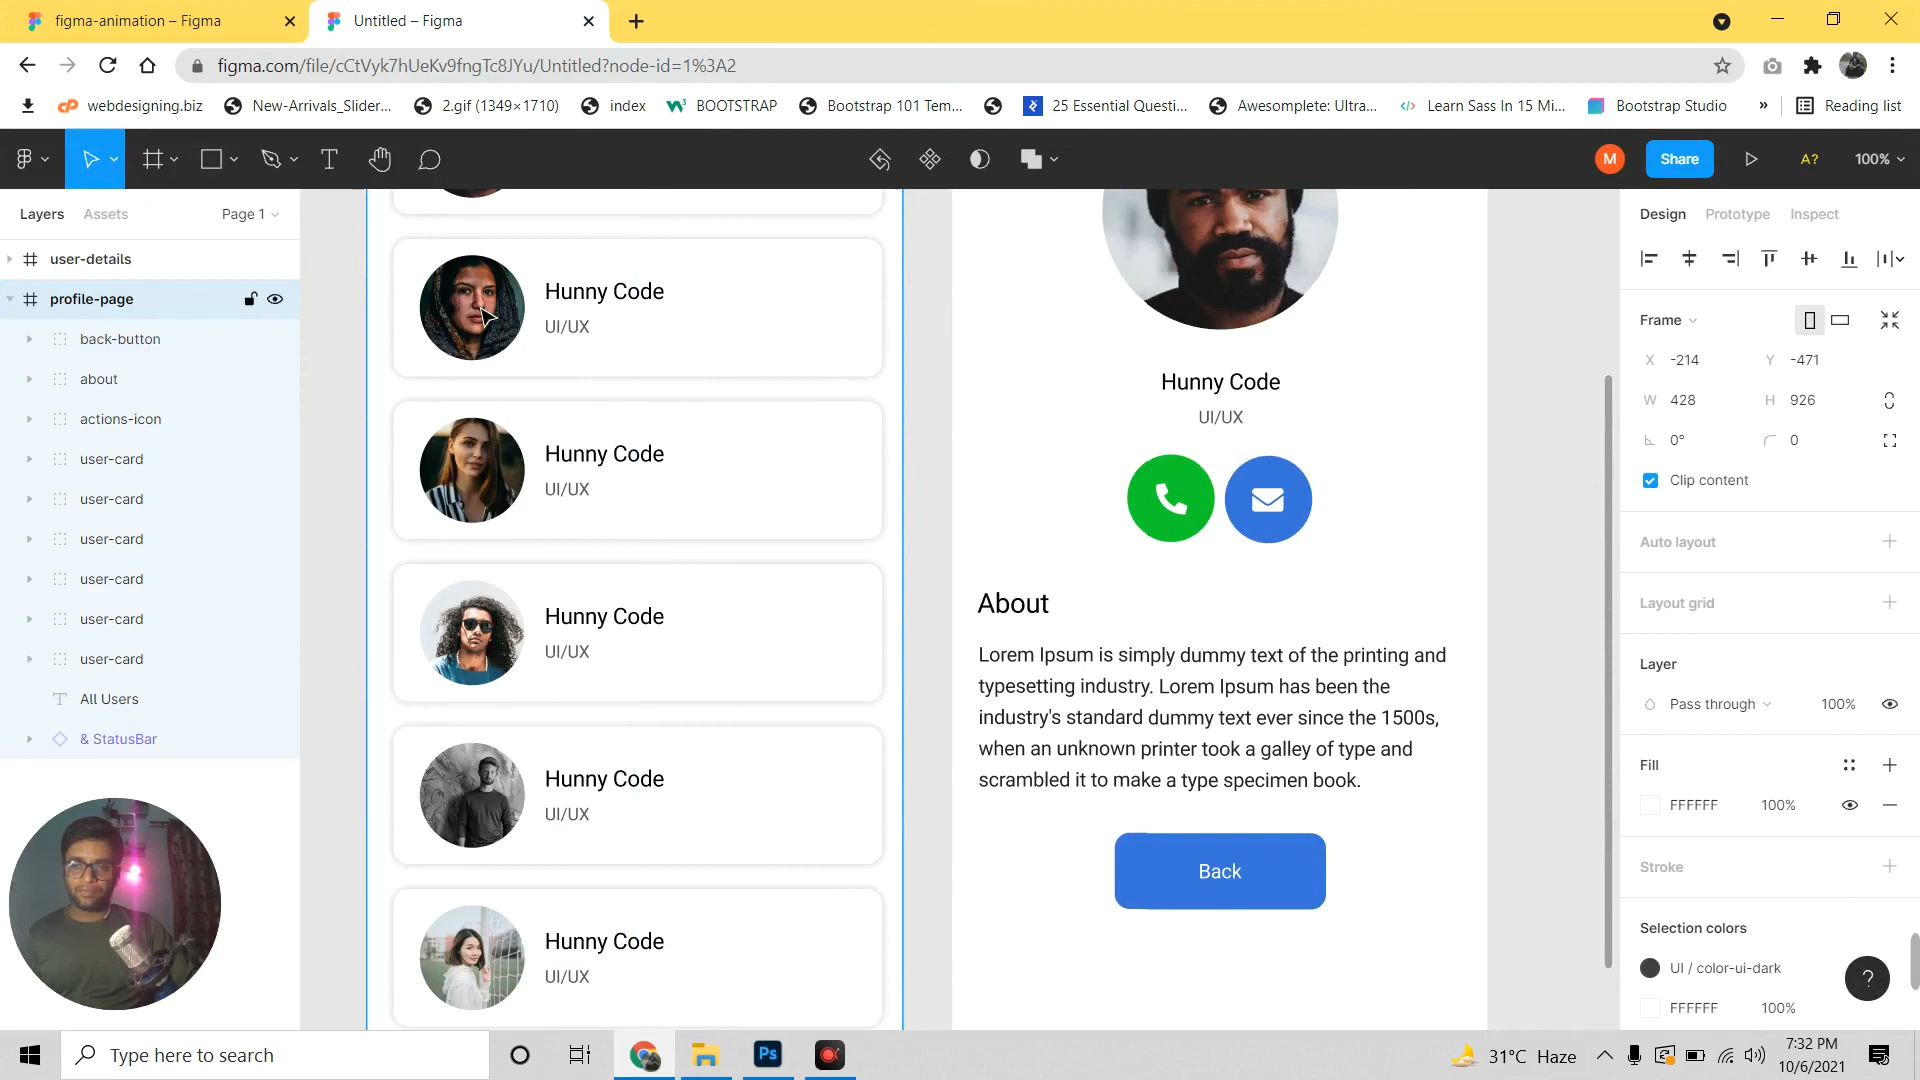 figma-animation – Figma
Untitled – Figma
figma.com/file/cCtVyk7hUeKv9fngTc8JYu/Untitled?node-id=1%3A2
webdesigning.biz
New-Arrivals_Slider...
2.gif (1349×1710)
index
BOOTSTRAP
Bootstrap 101 Tem...
25 Essential Questi...
Awesomplete: Ultra...
Learn Sass In 15 Mi...
Bootstrap Studio
»
Reading list
M
Share
A?
100%
Layers
Assets
Page 1
user-details
profile-page
back-button
about
actions-icon
user-card
user-card
user-card
user-card
user-card
user-card
All Users
& StatusBar
Hunny Code
UI/UX
Hunny Code
UI/UX
Hunny Code
UI/UX
Hunny Code
UI/UX
Hunny Code
UI/UX
Hunny Code
UI/UX
About
Lorem Ipsum is simply dummy text of the printing and
typesetting industry. Lorem Ipsum has been the
industry's standard dummy text ever since the 1500s,
when an unknown printer took a galley of type and
scrambled it to make a type specimen book.
Back
Design
Prototype
Inspect
Frame
X -214
Y -471
W 428
H 926
0°
0
Clip content
Auto layout
Layout grid
Layer
Pass through
100%
Fill
FFFFFF
100%
Stroke
Selection colors
UI / color-ui-dark
FFFFFF
100%
?
Type here to search
Ps
31°C Haze
7:32 PM
10/6/2021